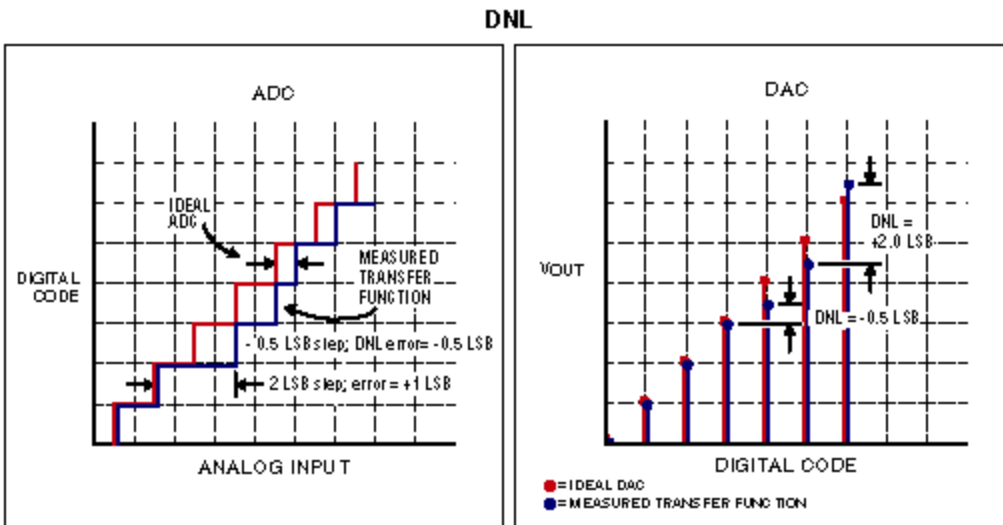 DNL
ADC
IDEAL
ADC
MEASURED
TRANSFER
FUNCTION
DIGITAL
CODE
- '0.5 LSB step; DNL error= -0.5 LSB
2 LSB step; error = +1 LSB
ANALOG INPUT
DAC
DNL =
+2.0 LSB
VOUT
DNL = -0.5 LSB
DIGITAL CODE
= IDEAL DAC
= MEASURED TRANSFER FUNCTION